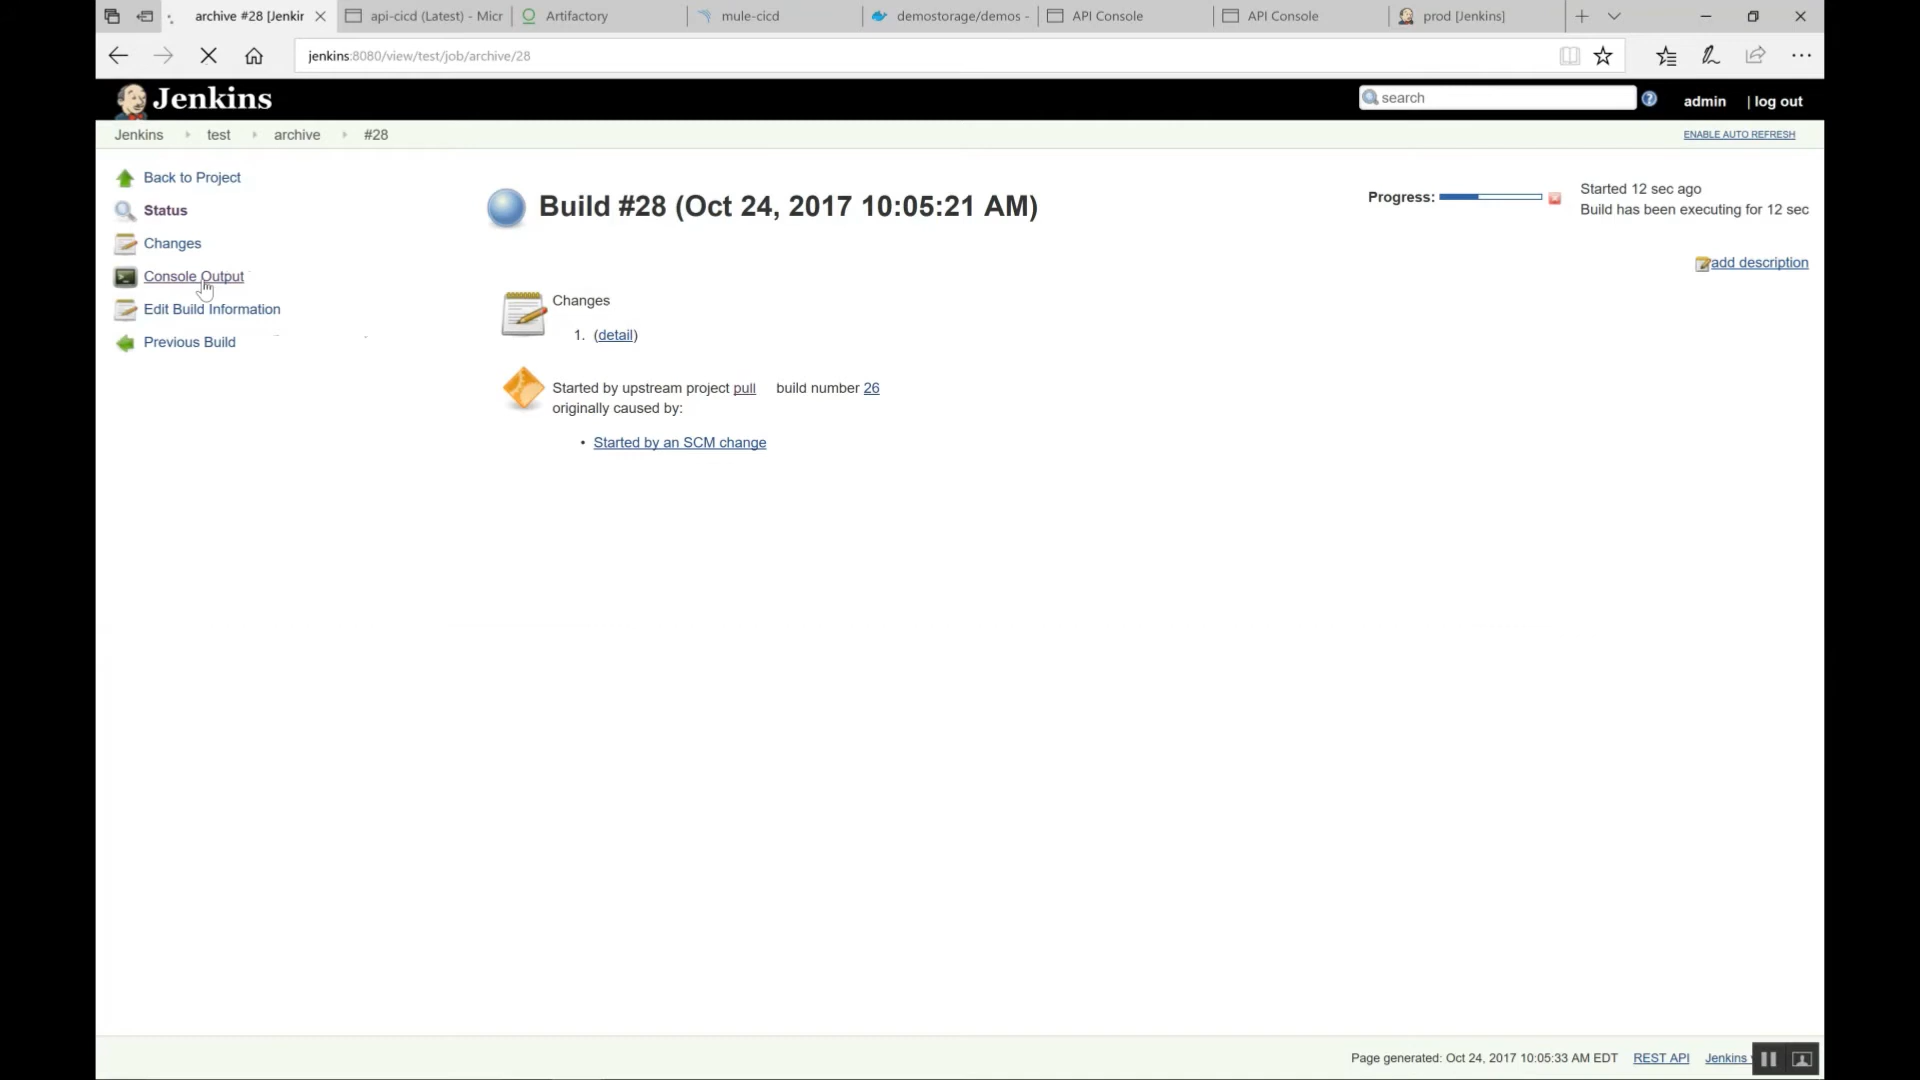 archive #28 [Jenkir
api-cicd (Latest) - Micr
Artifactory
mule-cicd
demostorage/demos -
API Console
API Console
prod [Jenkins]
jenkins:8080/view/test/job/archive/28
Jenkins
search
admin
| log out
Jenkins
test
archive
#28
ENABLE AUTO REFRESH
Back to Project
Status
Changes
Console Output
Edit Build Information
Previous Build
Build #28 (Oct 24, 2017 10:05:21 AM)
Progress:
Started 12 sec ago
Build has been executing for 12 sec
add description
Changes
1. (detail)
Started by upstream project pull build number 26
originally caused by:
• Started by an SCM change
Page generated: Oct 24, 2017 10:05:33 AM EDT
REST API
Jenkins